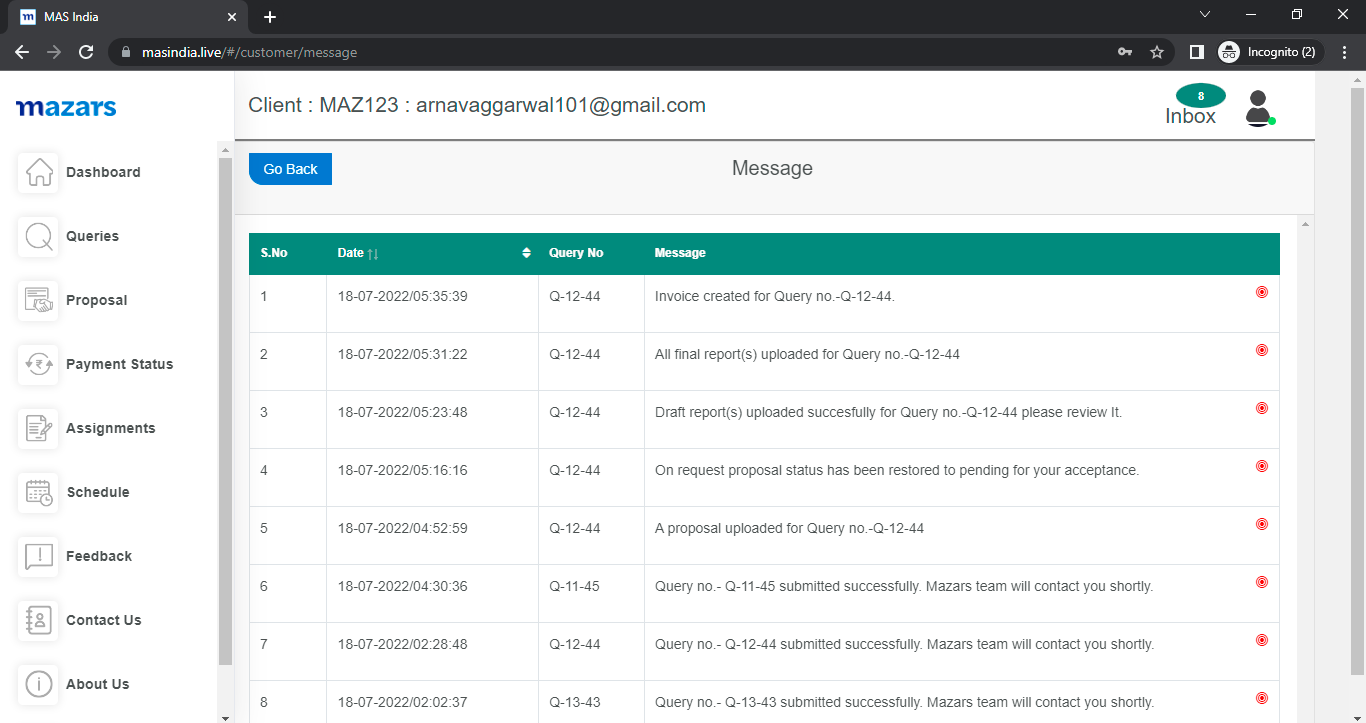 MAS India
masindia.live/#/customer/message
Incognito (2)
mazars
Client : MAZ123 : arnavaggarwal101@gmail.com
8
Inbox
Dashboard
Queries
Proposal
Payment Status
Assignments
Schedule
Feedback
Contact Us
About Us
Go Back
Message
S.No Date Query No Message
1 18-07-2022/05:35:39 Q-12-44 Invoice created for Query no.-Q-12-44.
2 18-07-2022/05:31:22 Q-12-44 All final report(s) uploaded for Query no.-Q-12-44
3 18-07-2022/05:23:48 Q-12-44 Draft report(s) uploaded succesfully for Query no.-Q-12-44 please review It.
4 18-07-2022/05:16:16 Q-12-44 On request proposal status has been restored to pending for your acceptance.
5 18-07-2022/04:52:59 Q-12-44 A proposal uploaded for Query no.-Q-12-44
6 18-07-2022/04:30:36 Q-11-45 Query no.- Q-11-45 submitted successfully. Mazars team will contact you shortly.
7 18-07-2022/02:28:48 Q-12-44 Query no.- Q-12-44 submitted successfully. Mazars team will contact you shortly.
8 18-07-2022/02:02:37 Q-13-43 Query no.- Q-13-43 submitted successfully. Mazars team will contact you shortly.